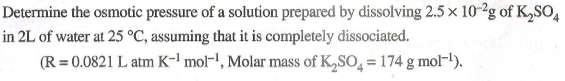 Determine the osmotic pressure of a solution prepared by dissolving 2.5 × 10⁻²g of K₂SO₄
in 2L of water at 25 °C, assuming that it is completely dissociated.
(R = 0.0821 L atm K⁻¹ mol⁻¹, Molar mass of K₂SO₄ = 174 g mol⁻¹).